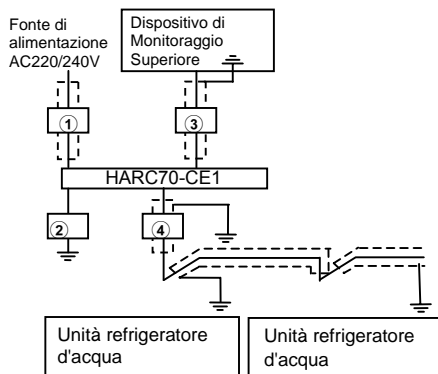 Fonte di
alimentazione
AC220/240V
Dispositivo di
Monitoraggio
Superiore
①
③
HARC70-CE1
②
④
Unità refrigeratore
d'acqua
Unità refrigeratore
d'acqua